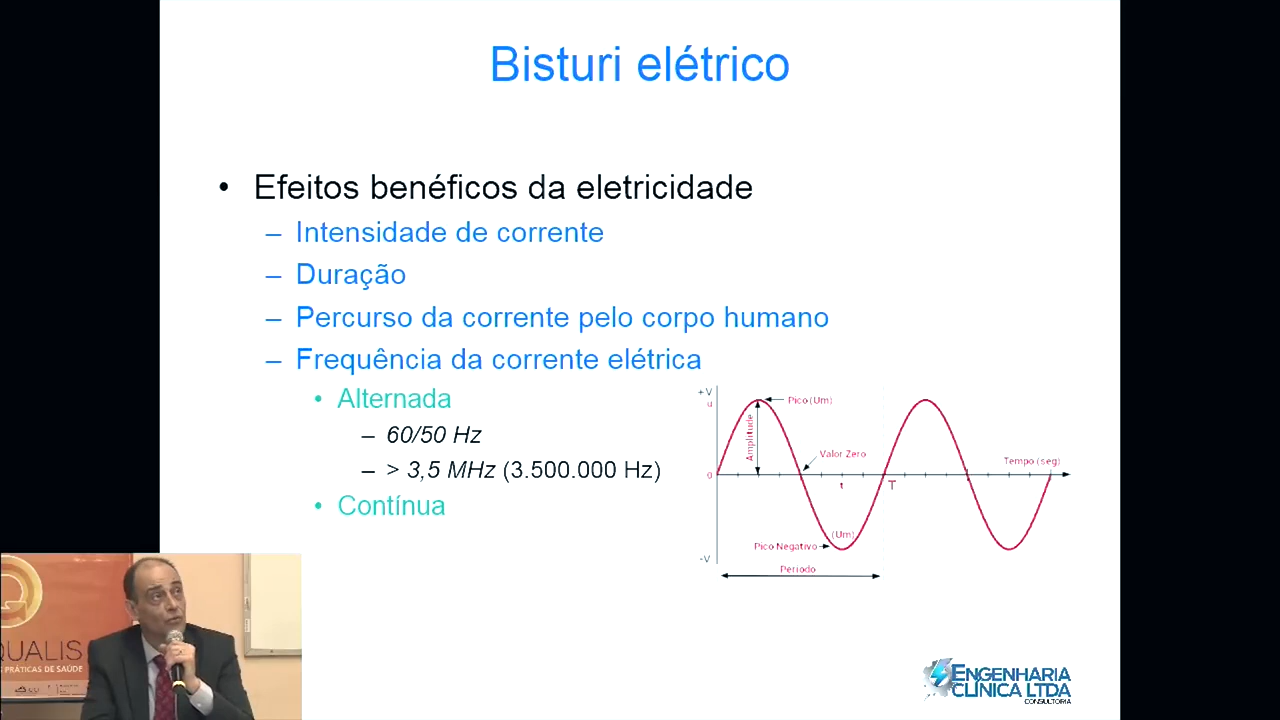 Bisturi elétrico
• Efeitos benéficos da eletricidade
– Intensidade de corrente
– Duração
– Percurso da corrente pelo corpo humano
– Frequência da corrente elétrica
• Alternada
– 60/50 Hz
– > 3,5 MHz (3.500.000 Hz)
• Contínua
+V
u
Pico (Um)
Amplitude
Valor Zero
Tempo (seg)
0
t
T
(Um)
Pico Negativo
-V
Periodo
QUALIS
PRÁTICAS DE SAÚDE
ENGENHARIA
CLÍNICA LTDA
CONSULTORIA